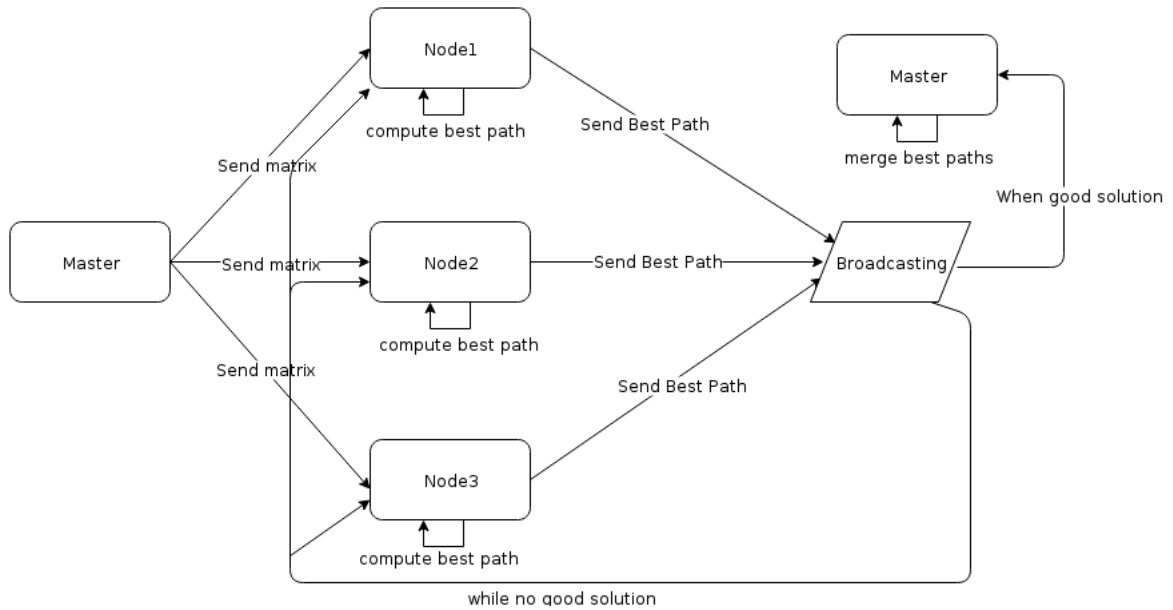 Node1
Master
Send Best Path
compute best path
merge best paths
Send matrix
When good solution
Master
Send matrix
Node2
Send Best Path
Broadcasting
compute best path
Send matrix
Send Best Path
Node3
compute best path
while no good solution